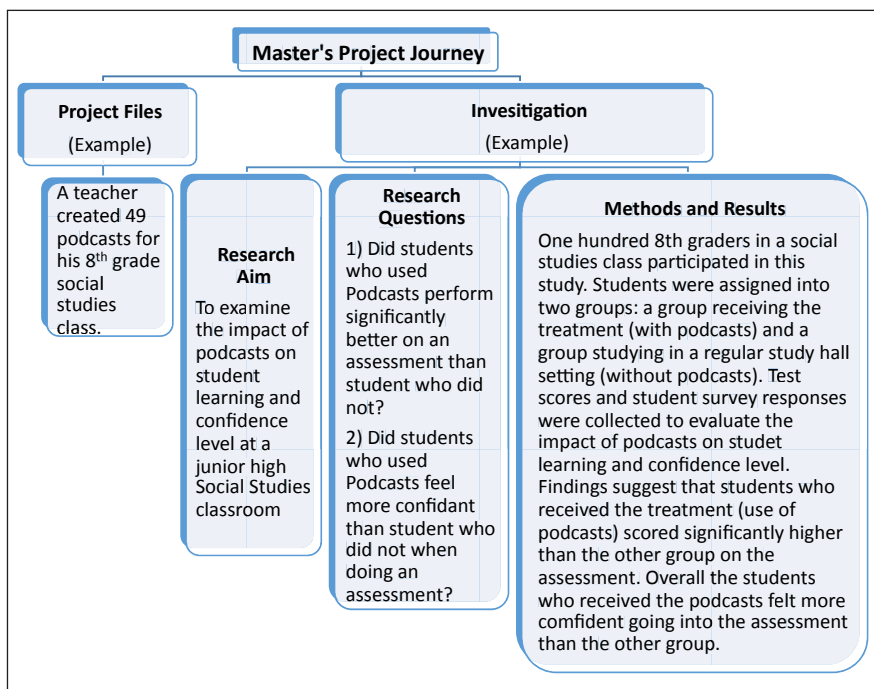 Master's Project Journey
Project Files
(Example)
Invesitigation
(Example)
A teacher
created 49
podcasts for
his 8th grade
social
studies
class.
Research
Aim
To examine
the impact of
podcasts on
student
learning and
confidence
level at a
junior high
Social Studies
classroom
Research
Questions
1) Did students
who used
Podcasts perform
significantly
better on an
assessment than
student who did
not?
2) Did students
who used
Podcasts feel
more confidant
than student who
did not when
doing an
assessment?
Methods and Results
One hundred 8th graders in a social
studies class participated in this
study. Students were assigned into
two groups: a group receiving the
treatment (with podcasts) and a
group studying in a regular study hall
setting (without podcasts). Test
scores and student survey responses
were collected to evaluate the
impact of podcasts on studet
learning and confidence level.
Findings suggest that students who
received the treatment (use of
podcasts) scored significantly higher
than the other group on the
assessment. Overall the students
who received the podcasts felt more
comfident going into the assessment
than the other group.